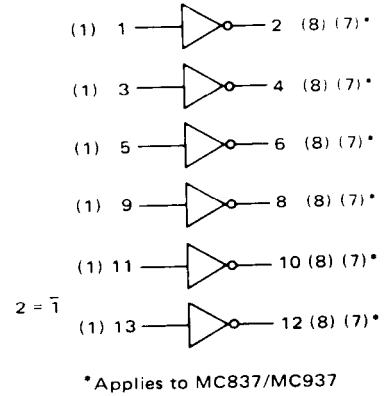 (1) 1 2 (8) (7)*
(1) 3 4 (8) (7)*
(1) 5 6 (8) (7)*
(1) 9 8 (8) (7)*
(1) 11 10 (8) (7)*
2 = 1̅
(1) 13 12 (8) (7)*
*Applies to MC837/MC937